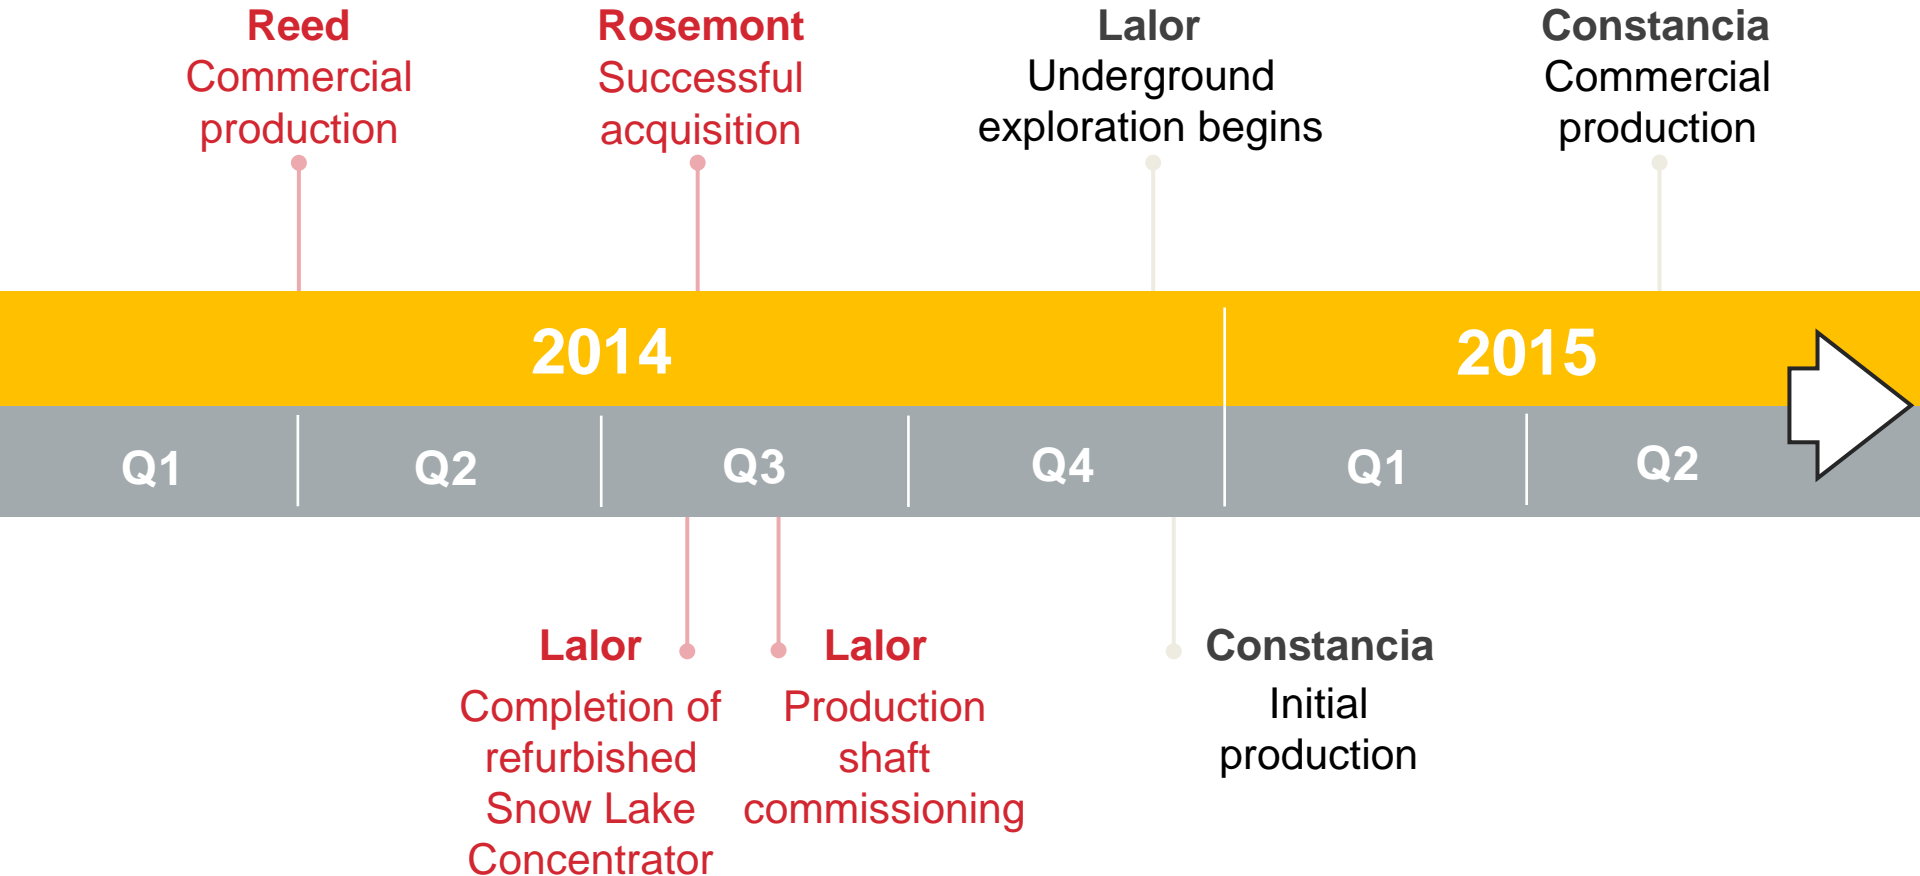 Reed
Commercial
production
Rosemont
Successful
acquisition
Lalor
Underground
exploration begins
Constancia
Commercial
production
2014
2015
Q1
Q2
Q3
Q4
Q1
Q2
Lalor
Completion of
refurbished
Snow Lake
Concentrator
Lalor
Production
shaft
commissioning
Constancia
Initial
production